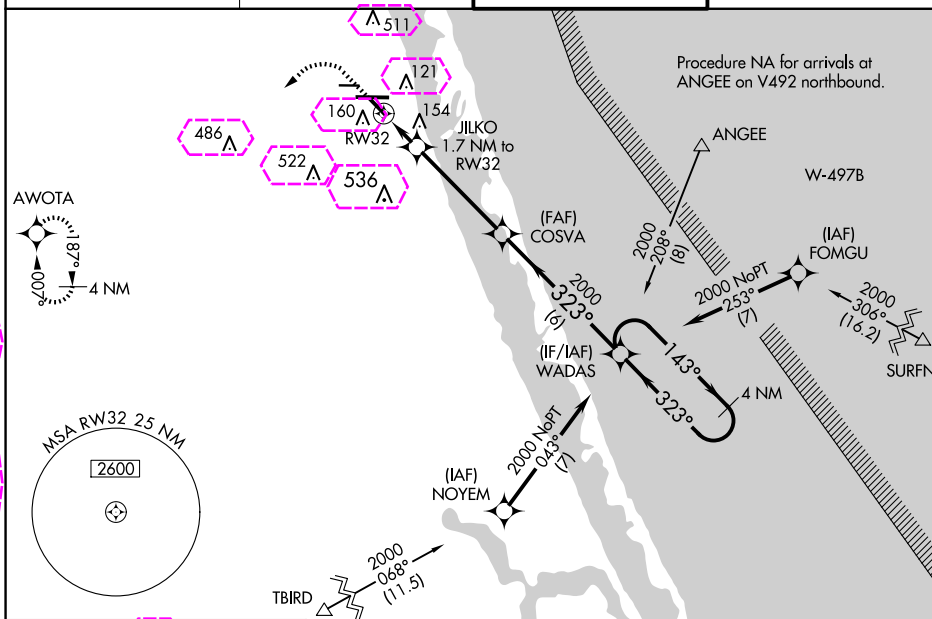 511
Procedure NA for arrivals at
ANGEE on V492 northbound.
121
160
154
RW32
JILKO
1.7 NM to
RW32
486
522
536
ANGEE
W-497B
AWOTA
187°
007°
4 NM
(FAF)
COSVA
2000
208°
(8)
(IAF)
FOMGU
2000 NoPT
253°
(7)
2000
306°
(16.2)
SURFN
2000
323°
(6)
(IF/IAF)
WADAS
143°
323°
4 NM
2000 NoPT
043°
(7)
(IAF)
NOYEM
MSA RW32 25 NM
2600
2000
068°
(11.5)
TBIRD